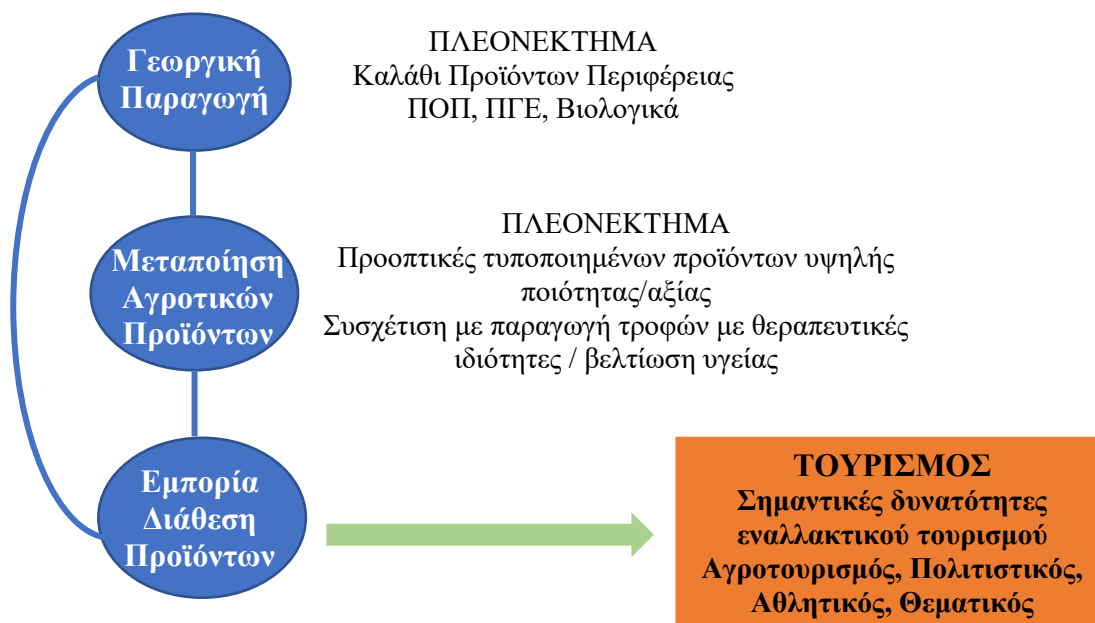 Γεωργική
Παραγωγή
ΠΛΕΟΝΕΚΤΗΜΑ
Καλάθι Προϊόντων Περιφέρειας
ΠΟΠ, ΠΓΕ, Βιολογικά
Μεταποίηση
Αγροτικών
Προϊόντων
ΠΛΕΟΝΕΚΤΗΜΑ
Προοπτικές τυποποιημένων προϊόντων υψηλής
ποιότητας/αξίας
Συσχέτιση με παραγωγή τροφών με θεραπευτικές
ιδιότητες / βελτίωση υγείας
Εμπορία
Διάθεση
Προϊόντων
ΤΟΥΡΙΣΜΟΣ
Σημαντικές δυνατότητες
εναλλακτικού τουρισμού
Αγροτουρισμός, Πολιτιστικός,
Αθλητικός, Θεματικός